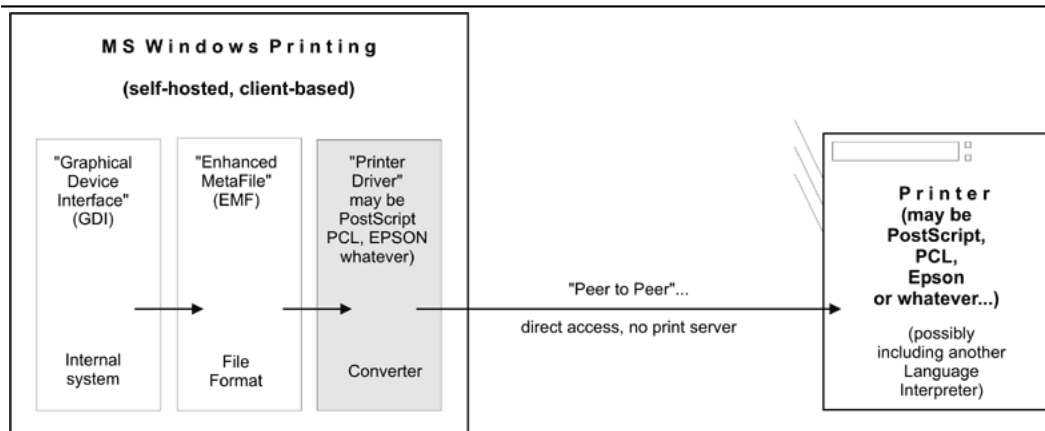 MS Windows Printing
(self-hosted, client-based)
"Graphical
Device
Interface"
(GDI)
Internal
system
"Enhanced
MetaFile"
(EMF)
File
Format
"Printer
Driver"
may be
PostScript
PCL, EPSON
whatever)
Converter
"Peer to Peer"...
direct access, no print server
Printer
(may be
PostScript,
PCL,
Epson
or whatever...)
(possibly
including another
Language
Interpreter)